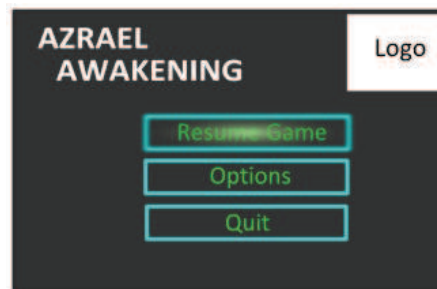 AZRAEL
AWAKENING
Logo
Resume Game
Options
Quit